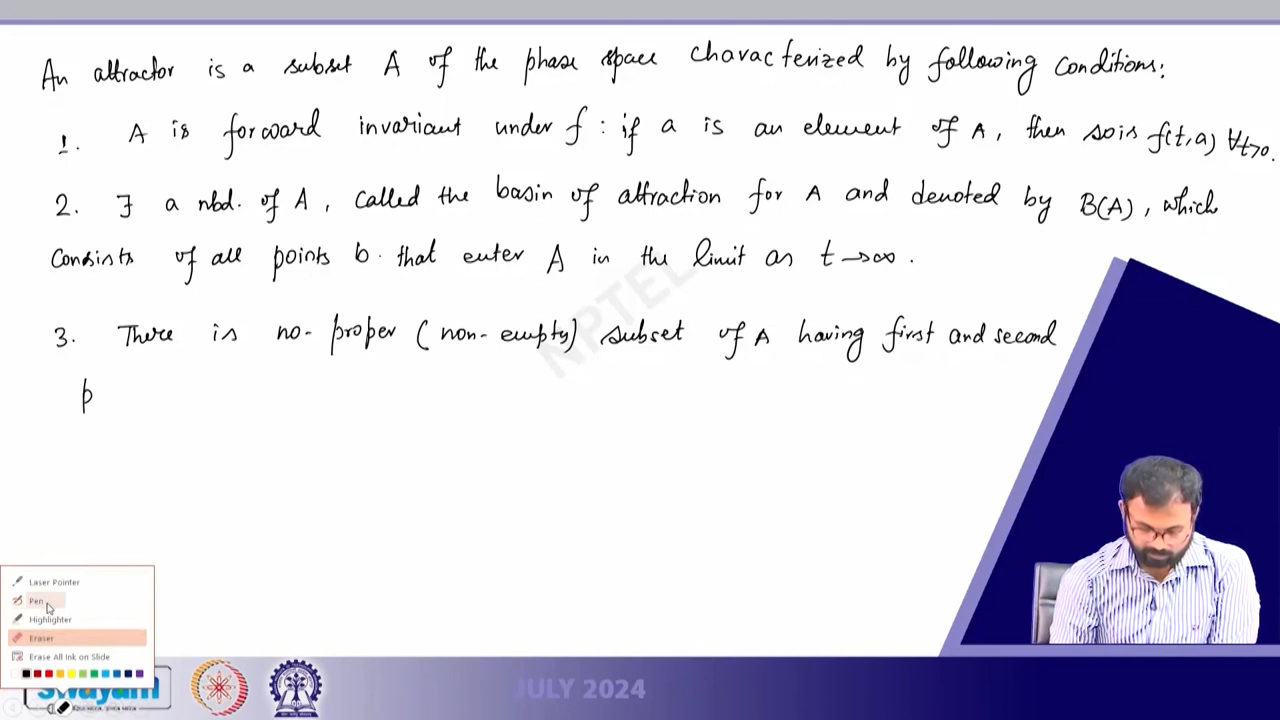 An attractor is a subset A of the phase space characterized by following conditions:
1. A is forward invariant under f : if a is an element of A, then so is f(t,a) ∀t>0.
2. ∃ a nbd. of A, called the basin of attraction for A and denoted by B(A), which
consists of all points b. that enter A in the limit as t→∞.
3. There is no-proper (non-empty) subset of A having first and second
p
NPTEL
Laser Pointer
Pen
Highlighter
Eraser
Erase All Ink on Slide
swayam
JULY 2024